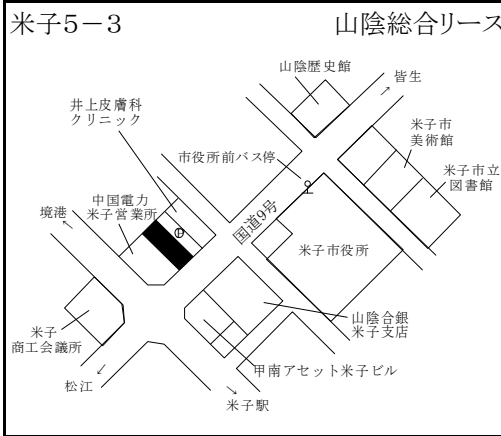 米子5－3
山陰総合リース
山陰歴史館
皆生
井上皮膚科
クリニック
米子市
美術館
市役所前バス停
米子市立
図書館
中国電力
米子営業所
境港
国道9号
米子市役所
山陰合銀
米子支店
米子
商工会議所
甲南アセット米子ビル
松江
米子駅